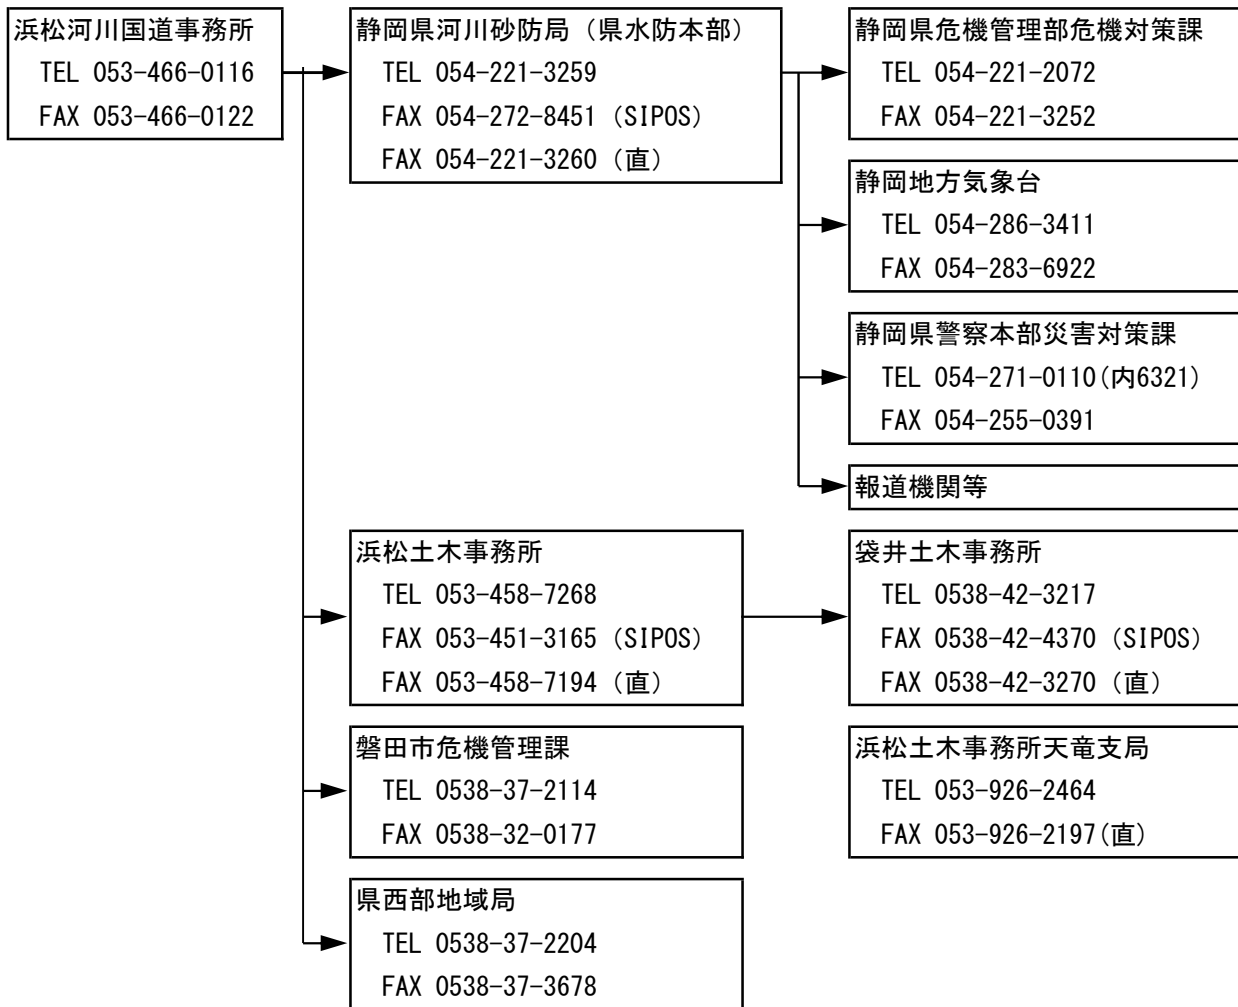 浜松河川国道事務所
TEL 053-466-0116
FAX 053-466-0122
静岡県河川砂防局（県水防本部）
TEL 054-221-3259
FAX 054-272-8451（SIPOS）
FAX 054-221-3260（直）
静岡県危機管理部危機対策課
TEL 054-221-2072
FAX 054-221-3252
静岡地方気象台
TEL 054-286-3411
FAX 054-283-6922
静岡県警察本部災害対策課
TEL 054-271-0110(内6321)
FAX 054-255-0391
報道機関等
浜松土木事務所
TEL 053-458-7268
FAX 053-451-3165（SIPOS）
FAX 053-458-7194（直）
袋井土木事務所
TEL 0538-42-3217
FAX 0538-42-4370（SIPOS）
FAX 0538-42-3270（直）
磐田市危機管理課
TEL 0538-37-2114
FAX 0538-32-0177
浜松土木事務所天竜支局
TEL 053-926-2464
FAX 053-926-2197(直)
県西部地域局
TEL 0538-37-2204
FAX 0538-37-3678